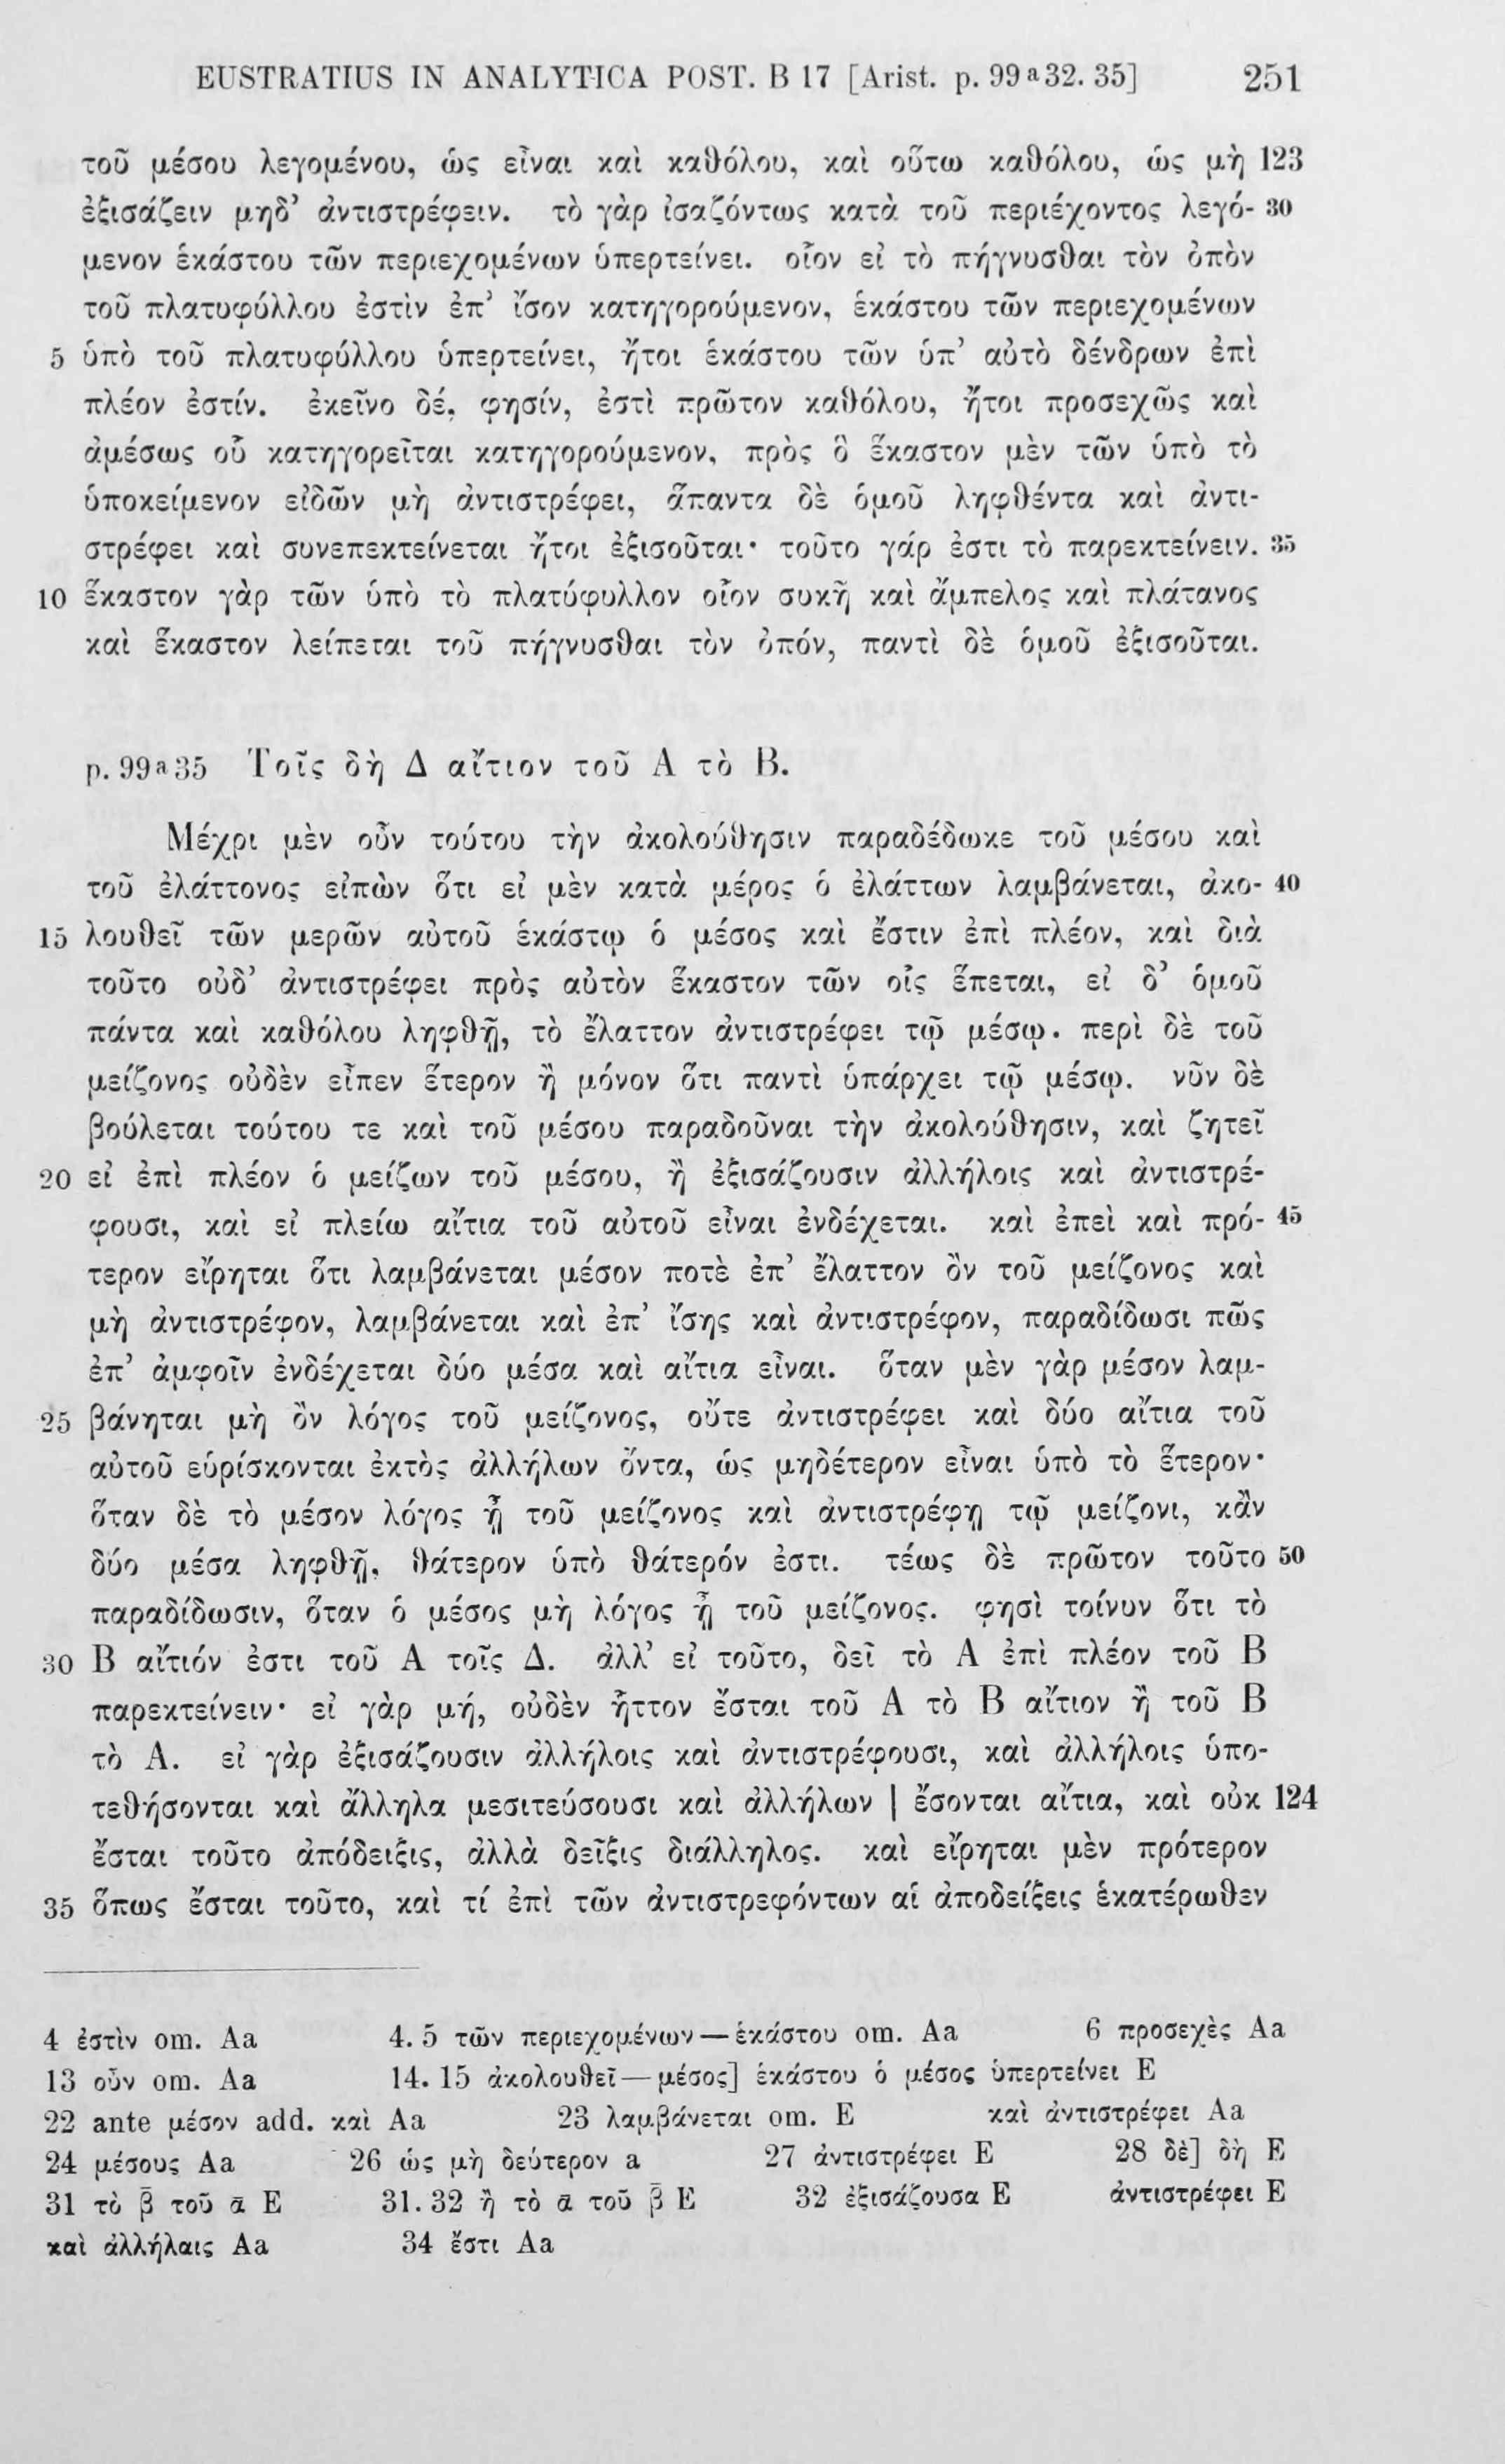 EUSTRATIUS IN ANALYTICA POST. B 17 [Arist. p. 99 a 32. 35] 251
τοῦ μέσου λεγομένου, ὡς εἶναι καὶ καθόλου, καὶ οὕτω καθόλου, ὡς μὴ 123
ἐξισάζειν μηδ’ ἀντιστρέφειν. τὸ γὰρ ἰσαζόντως κατὰ τοῦ περιέχοντος λεγό- 30
μενον ἑκάστου τῶν περιεχομένων ὑπερτείνει. οἷον εἰ τὸ πήγνυσθαι τὸν ὀπὸν
τοῦ πλατυφύλλου ἐστὶν ἐπ’ ἴσον κατηγορούμενον, ἑκάστου τῶν περιεχομένων
5 ὑπὸ τοῦ πλατυφύλλου ὑπερτείνει, ἤτοι ἑκάστου τῶν ὑπ’ αὐτὸ δένδρων ἐπὶ
πλέον ἐστίν. ἐκεῖνο δέ, φησίν, ἐστὶ πρῶτον καθόλου, ἤτοι προσεχῶς καὶ
ἀμέσως οὗ κατηγορεῖται κατηγορούμενον, πρὸς ὃ ἕκαστον μὲν τῶν ὑπὸ τὸ
ὑποκείμενον εἰδῶν μὴ ἀντιστρέφει, ἅπαντα δὲ ὁμοῦ ληφθέντα καὶ ἀντι-
στρέφει καὶ συνεπεκτείνεται ἤτοι ἐξισοῦται· τοῦτο γάρ ἐστι τὸ παρεκτείνειν. 35
10 ἕκαστον γὰρ τῶν ὑπὸ τὸ πλατύφυλλον οἷον συκῆ καὶ ἄμπελος καὶ πλάτανος
καὶ ἕκαστον λείπεται τοῦ πήγνυσθαι τὸν ὀπόν, παντὶ δὲ ὁμοῦ ἐξισοῦται.
p. 99 a 35 Τοῖς δὴ Δ αἴτιον τοῦ Α τὸ Β.
Μέχρι μὲν οὖν τούτου τὴν ἀκολούθησιν παραδέδωκε τοῦ μέσου καὶ
τοῦ ἐλάττονος εἰπὼν ὅτι εἰ μὲν κατὰ μέρος ὁ ἐλάττων λαμβάνεται, ἀκο- 40
15 λουθεῖ τῶν μερῶν αὐτοῦ ἑκάστῳ ὁ μέσος καὶ ἔστιν ἐπὶ πλέον, καὶ διὰ
τοῦτο οὐδ’ ἀντιστρέφει πρὸς αὐτὸν ἕκαστον τῶν οἷς ἕπεται, εἰ δ’ ὁμοῦ
πάντα καὶ καθόλου ληφθῇ, τὸ ἔλαττον ἀντιστρέφει τῷ μέσῳ. περὶ δὲ τοῦ
μείζονος οὐδὲν εἶπεν ἕτερον ἢ μόνον ὅτι παντὶ ὑπάρχει τῷ μέσῳ. νῦν δὲ
βούλεται τούτου τε καὶ τοῦ μέσου παραδοῦναι τὴν ἀκολούθησιν, καὶ ζητεῖ
20 εἰ ἐπὶ πλέον ὁ μείζων τοῦ μέσου, ἢ ἐξισάζουσιν ἀλλήλοις καὶ ἀντιστρέ-
φουσι, καὶ εἰ πλείω αἴτια τοῦ αὐτοῦ εἶναι ἐνδέχεται. καὶ ἐπεὶ καὶ πρό- 45
τερον εἴρηται ὅτι λαμβάνεται μέσον ποτὲ ἐπ’ ἔλαττον ὂν τοῦ μείζονος καὶ
μὴ ἀντιστρέφον, λαμβάνεται καὶ ἐπ’ ἴσης καὶ ἀντιστρέφον, παραδίδωσι πῶς
ἐπ’ ἀμφοῖν ἐνδέχεται δύο μέσα καὶ αἴτια εἶναι. ὅταν μὲν γὰρ μέσον λαμ-
25 βάνηται μὴ ὂν λόγος τοῦ μείζονος, οὔτε ἀντιστρέφει καὶ δύο αἴτια τοῦ
αὐτοῦ εὑρίσκονται ἐκτὸς ἀλλήλων ὄντα, ὡς μηδέτερον εἶναι ὑπὸ τὸ ἕτερον·
ὅταν δὲ τὸ μέσον λόγος ᾖ τοῦ μείζονος καὶ ἀντιστρέφῃ τῷ μείζονι, κἂν
δύο μέσα ληφθῇ, θάτερον ὑπὸ θάτερόν ἐστι. τέως δὲ πρῶτον τοῦτο 50
παραδίδωσιν, ὅταν ὁ μέσος μὴ λόγος ᾖ τοῦ μείζονος. φησὶ τοίνυν ὅτι τὸ
30 Β αἴτιόν ἐστι τοῦ Α τοῖς Δ. ἀλλ’ εἰ τοῦτο, δεῖ τὸ Α ἐπὶ πλέον τοῦ Β
παρεκτείνειν· εἰ γὰρ μή, οὐδὲν ἧττον ἔσται τοῦ Α τὸ Β αἴτιον ἢ τοῦ Β
τὸ Α. εἰ γὰρ ἐξισάζουσιν ἀλλήλοις καὶ ἀντιστρέφουσι, καὶ ἀλλήλοις ὑπο-
τεθήσονται καὶ ἄλληλα μεσιτεύσουσι καὶ ἀλλήλων | ἔσονται αἴτια, καὶ οὐκ 124
ἔσται τοῦτο ἀπόδειξις, ἀλλὰ δεῖξις διάλληλος. καὶ εἴρηται μὲν πρότερον
35 ὅπως ἔσται τοῦτο, καὶ τί ἐπὶ τῶν ἀντιστρεφόντων αἱ ἀποδείξεις ἑκατέρωθεν
4 ἐστὶν om. Aa 4. 5 τῶν περιεχομένων — ἑκάστου om. Aa 6 προσεχὲς Aa
13 οὖν om. Aa 14. 15 ἀκολουθεῖ — μέσος] ἑκάστου ὁ μέσος ὑπερτείνει E
22 ante μέσον add. καὶ Aa 23 λαμβάνεται om. E καὶ ἀντιστρέφει Aa
24 μέσους Aa 26 ὡς μὴ δεύτερον a 27 ἀντιστρέφει E 28 δὲ] δὴ E
31 τὸ β̄ τοῦ ᾱ E 31. 32 ἢ τὸ ᾱ τοῦ β̄ E 32 ἐξισάζουσα E ἀντιστρέφει E
καὶ ἀλλήλαις Aa 34 ἔστι Aa